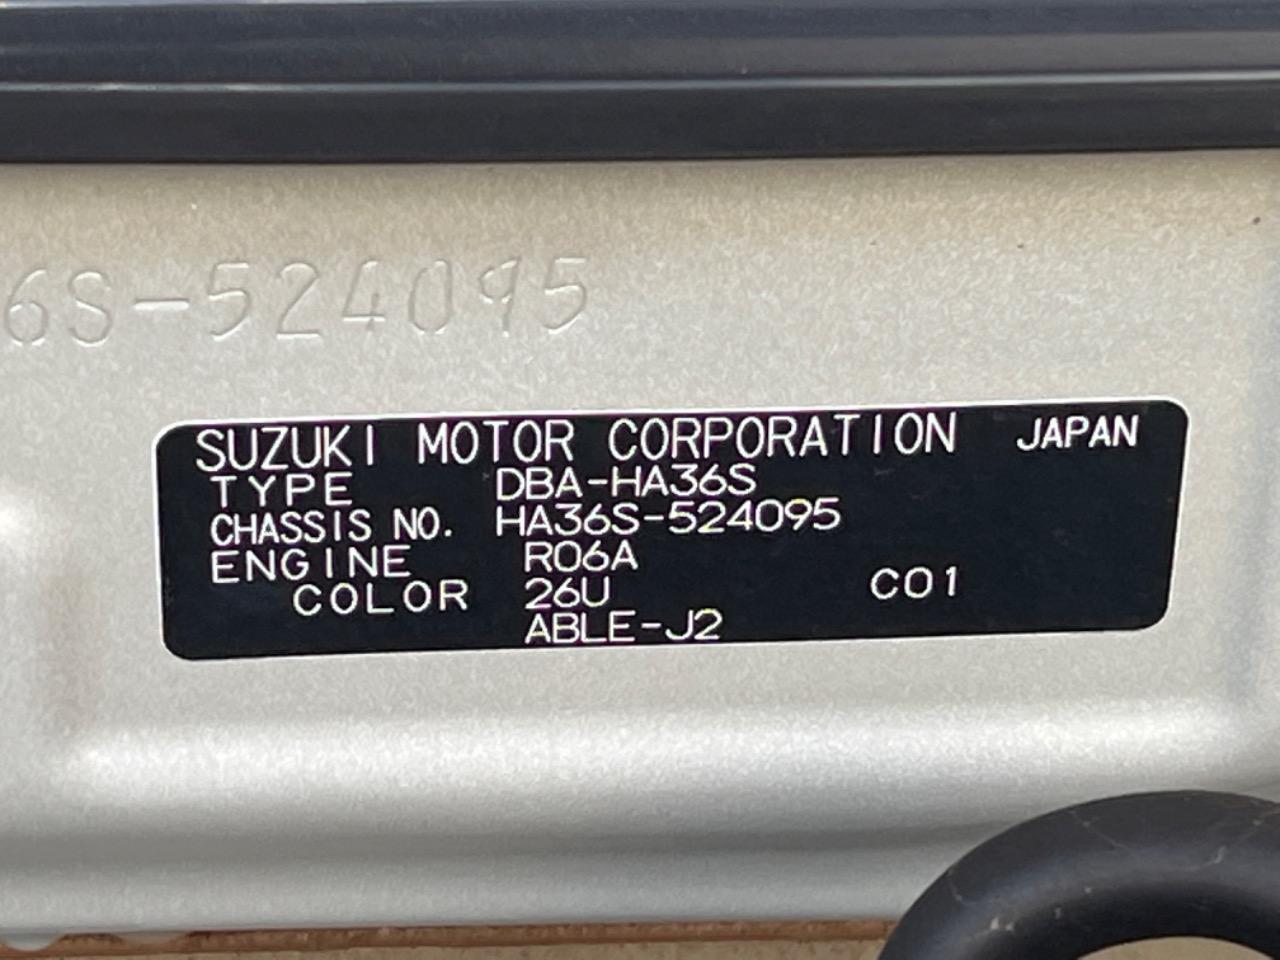 6S-524095
SUZUKI MOTOR CORPORATION JAPAN
TYPE DBA-HA36S
CHASSIS NO. HA36S-524095
ENGINE R06A
COLOR 26U C01
ABLE-J2